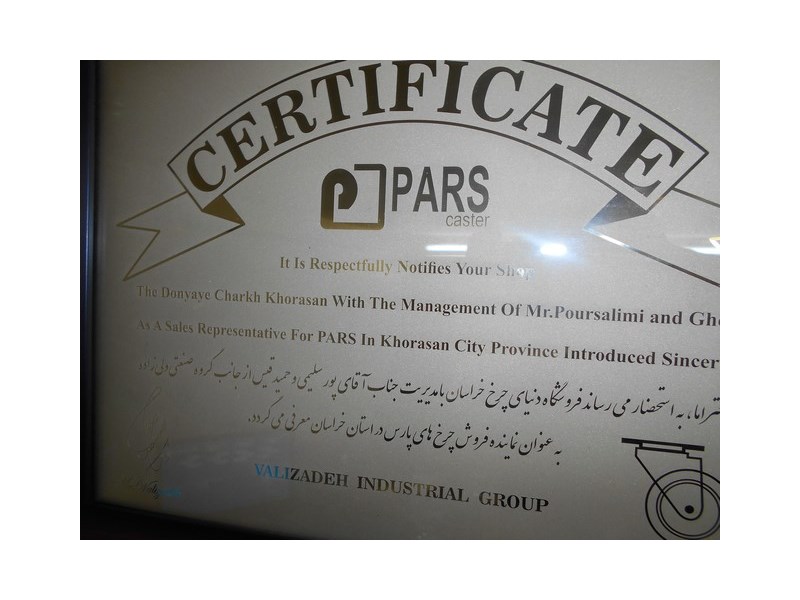 CERTIFICATE
PARS
caster
It Is Respectfully Notifies Your Shop
The Donyaye Charkh Khorasan With The Management Of Mr.Poursalimi and
As A Sales Representative For PARS In Khorasan City Province Introduced
به استحضار می رساند فروشگاه دنیای چرخ خراسان با مدیریت جناب آقای پورسلیمی و حمید قیس از جانب گروه صنعتی ولی زاده
به عنوان نماینده فروش چرخ های پارس در استان خراسان معرفی می گردد.
VALIZADEH INDUSTRIAL GROUP